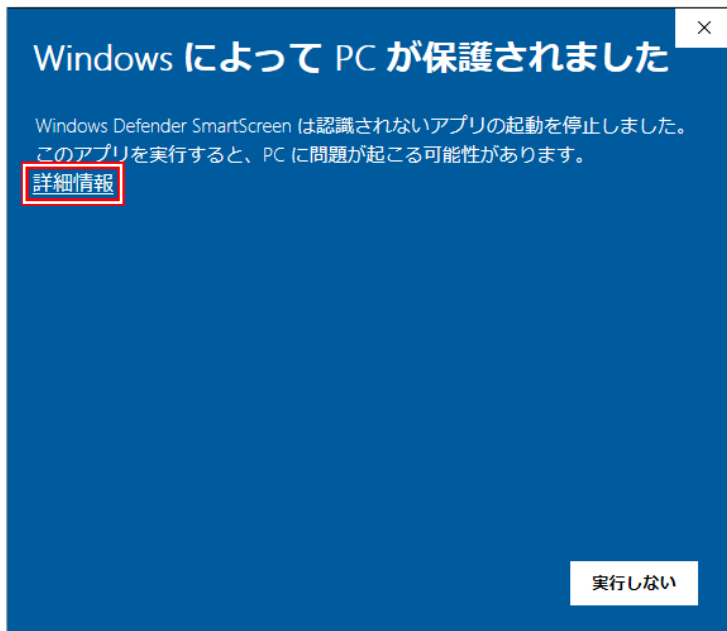 Windows によって PC が保護されました
Windows Defender SmartScreen は認識されないアプリの起動を停止しました。
このアプリを実行すると、PC に問題が起こる可能性があります。
詳細情報
実行しない